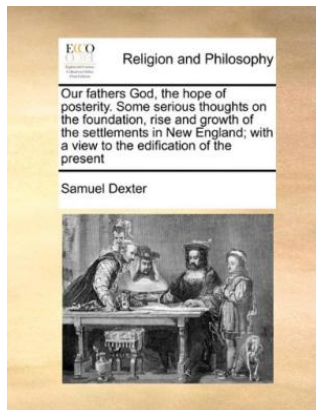 ECCO
Religion and Philosophy
Our fathers God, the hope of
posterity. Some serious thoughts on
the foundation, rise and growth of
the settlements in New England; with
a view to the edification of the
present
Samuel Dexter